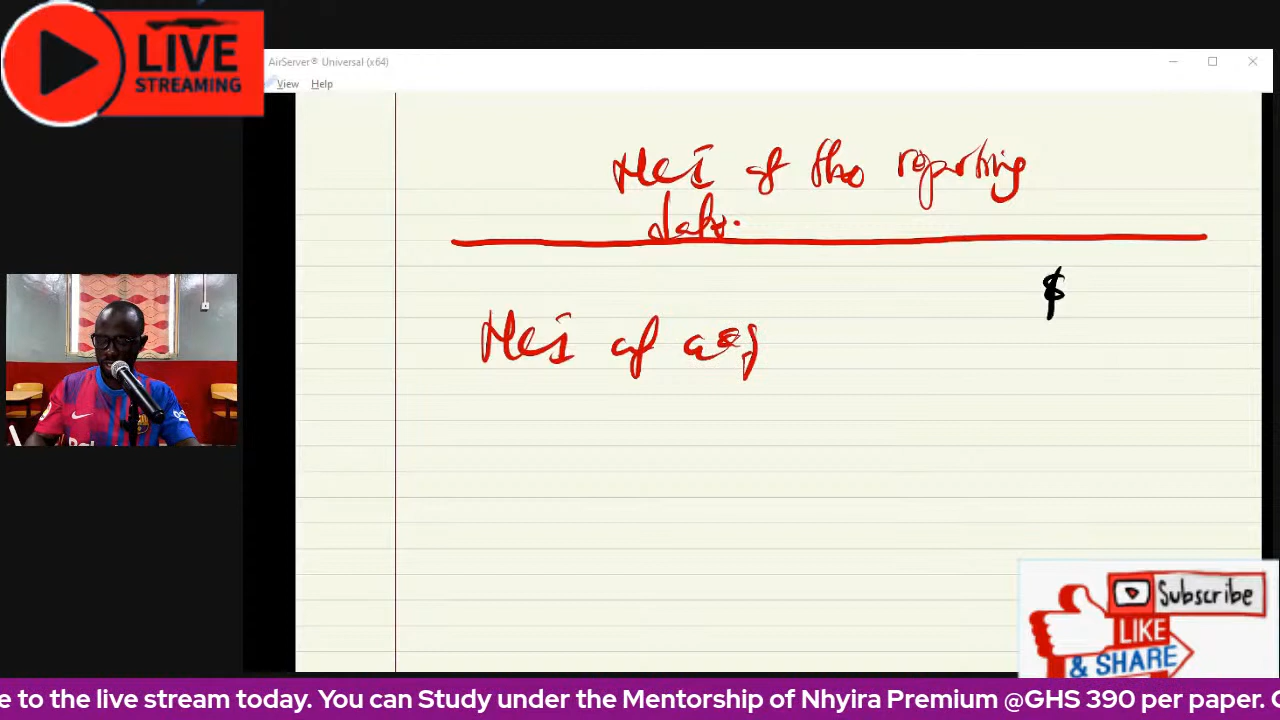 LIVE
STREAMING
AirServer® Universal (x64)
View Help
NCI of the reporting
date.
$
NCI of acq
Subscribe
LIKE
& SHARE
e to the live stream today. You can Study under the Mentorship of Nhyira Premium @GHS 390 per paper. C